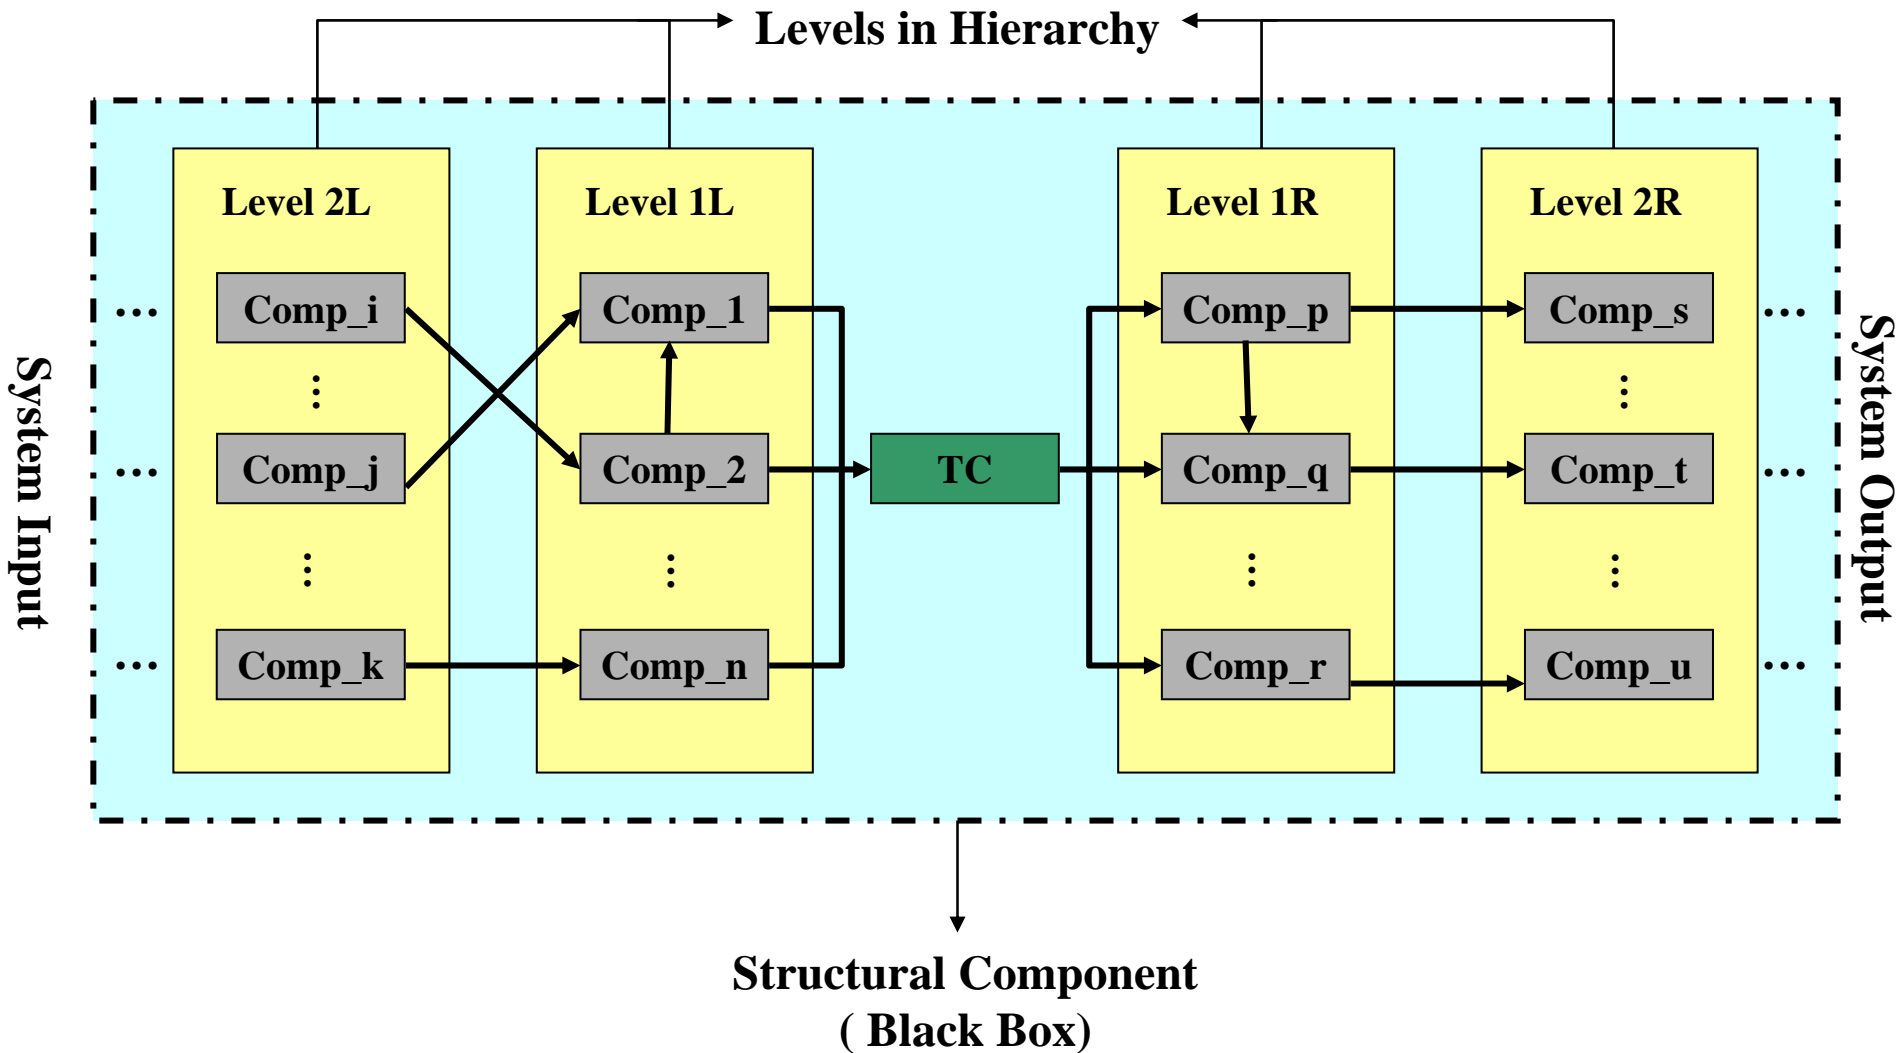 Levels in Hierarchy
Level 2L
Level 1L
Level 1R
Level 2R
... Comp_i
Comp_1
Comp_p
Comp_s ...
...
...
... Comp_j
Comp_2
TC
Comp_q
Comp_t ...
...
...
...
...
... Comp_k
Comp_n
Comp_r
Comp_u ...
System Input
System Output
Structural Component
( Black Box)